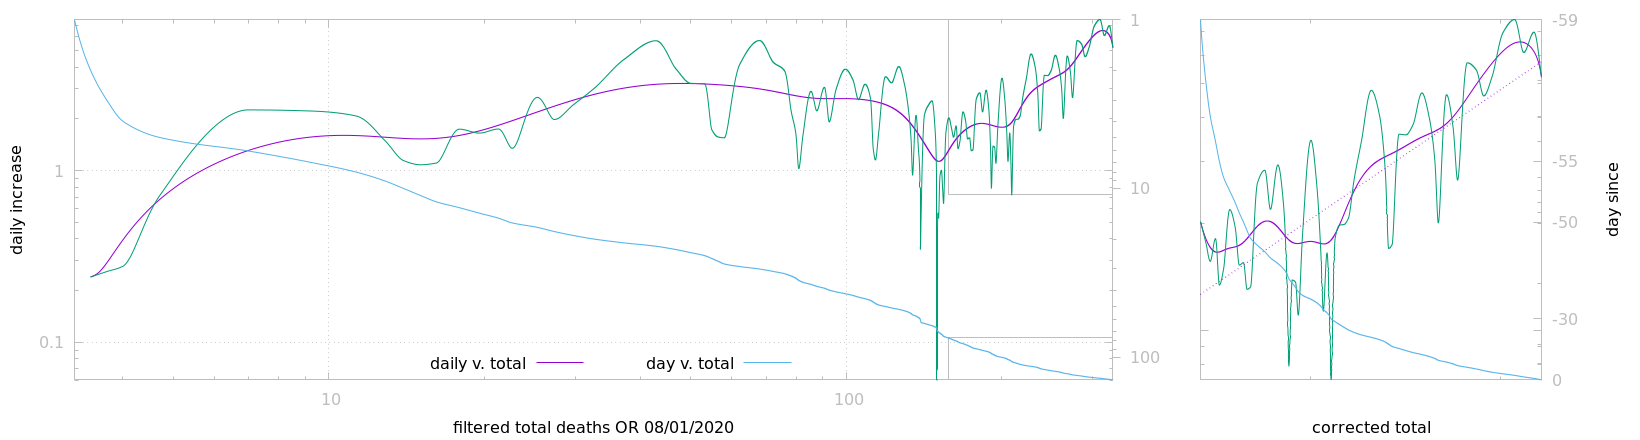 1
-59
daily increase
1
10
-55
-50
day since
-30
0.1
daily v. total
day v. total
100
0
10
100
filtered total deaths OR 08/01/2020
corrected total